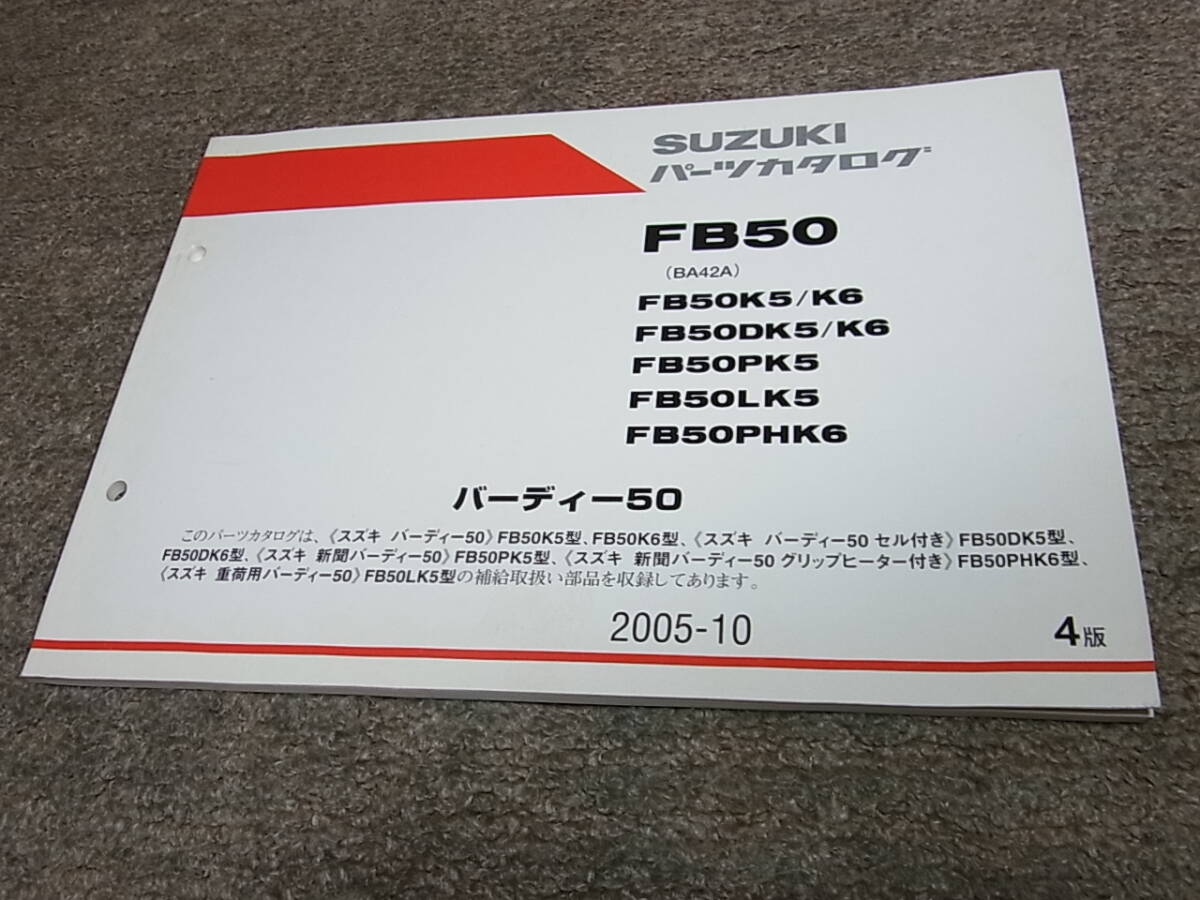 SUZUKI
パーツカタログ
FB50
(BA42A)
FB50K5/K6
FB50DK5/K6
FB50PK5
FB50LK5
FB50PHK6
バーディー50
このパーツカタログは、《スズキ バーディー50》FB50K5型、FB50K6型、《スズキ バーディー50 セル付き》FB50DK5型、
FB50DK6型、《スズキ 新聞バーディー50》FB50PK5型、《スズキ 新聞バーディー50 グリップヒーター付き》FB50PHK6型、
《スズキ 重荷用バーディー50》FB50LK5型の補給取扱い部品を収録してあります。
2005-10
4版